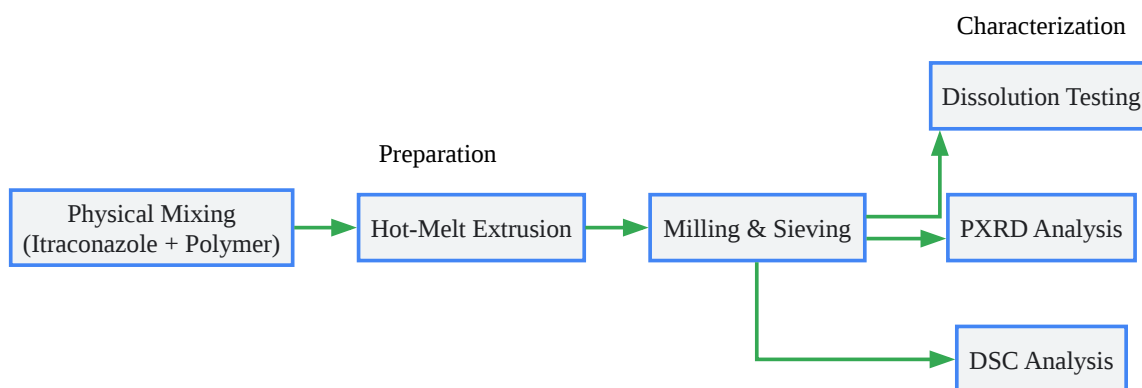 Characterization
Dissolution Testing
Preparation
Physical Mixing
(Itraconazole + Polymer)
Hot-Melt Extrusion
Milling & Sieving
PXRD Analysis
DSC Analysis